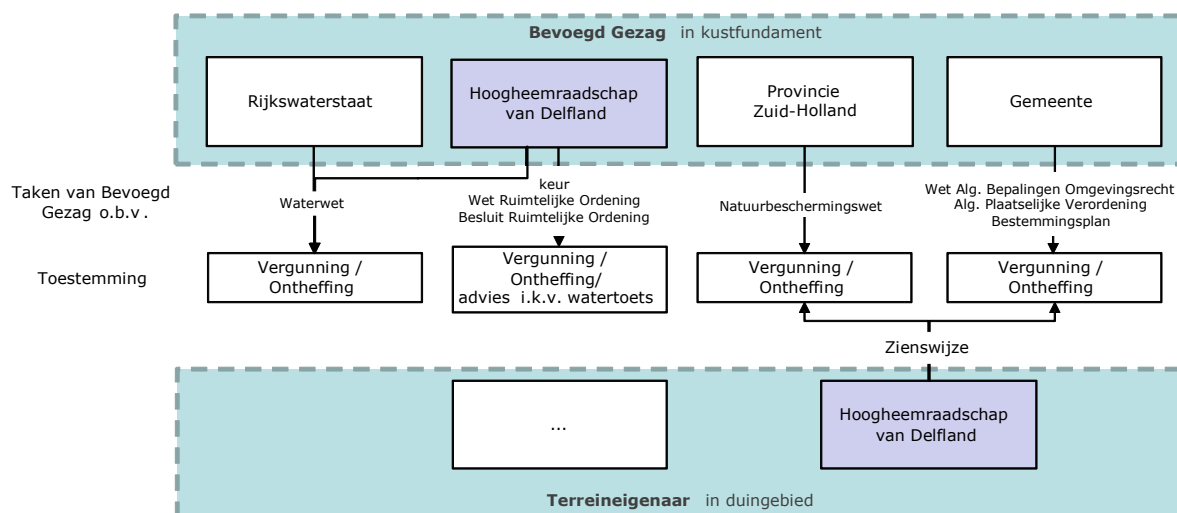 Bevoegd Gezag in kustfundament
Rijkswaterstaat
Hoogheemraadschap
van Delfland
Provincie
Zuid-Holland
Gemeente
Taken van Bevoegd
Gezag o.b.v.
Waterwet
keur
Wet Ruimtelijke Ordening
Besluit Ruimtelijke Ordening
Natuurbeschermingswet
Wet Alg. Bepalingen Omgevingsrecht
Alg. Plaatselijke Verordening
Bestemmingsplan
Toestemming
Vergunning /
Ontheffing
Vergunning /
Ontheffing/
advies i.k.v. watertoets
Vergunning /
Ontheffing
Vergunning /
Ontheffing
Zienswijze
...
Hoogheemraadschap
van Delfland
Terreineigenaar in duingebied